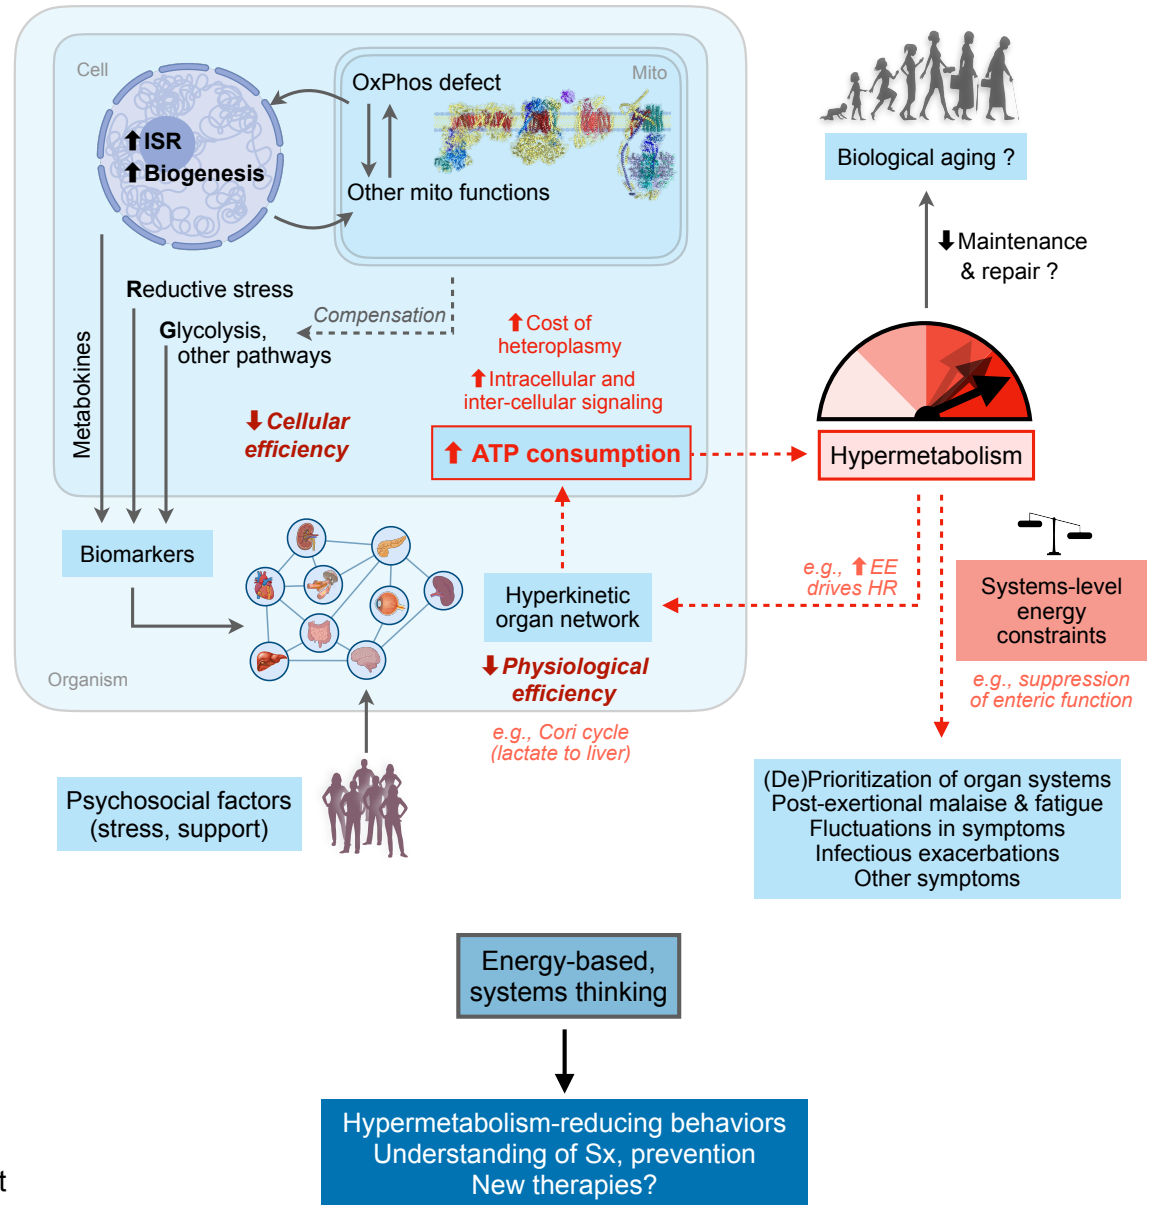 Cell
Mito
OxPhos defect
⬆ISR
⬆Biogenesis
Other mito functions
Biological aging ?
⬇Maintenance
& repair ?
Reductive stress
Compensation
Glycolysis,
other pathways
Metabokines
⬆Cost of
heteroplasmy
⬆Intracellular and
inter-cellular signaling
⬇Cellular
efficiency
⬆ ATP consumption
Hypermetabolism
Biomarkers
e.g., ⬆EE
drives HR
Hyperkinetic
organ network
Systems-level
energy
constraints
⬇Physiological
efficiency
e.g., suppression
of enteric function
Organism
e.g., Cori cycle
(lactate to liver)
Psychosocial factors
(stress, support)
(De)Prioritization of organ systems
Post-exertional malaise & fatigue
Fluctuations in symptoms
Infectious exacerbations
Other symptoms
Energy-based,
systems thinking
Hypermetabolism-reducing behaviors
Understanding of Sx, prevention
New therapies?
t